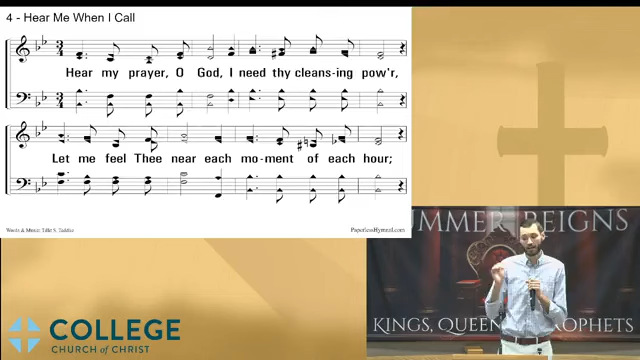 4 - Hear Me When I Call
Hear my prayer, O God, I need thy cleans-ing pow'r,
Let me feel Thee near each mo-ment of each hour;
Words & Music: Tillit S. Teddlie
PaperlessHymnal.com
UMMER REIGNS
KINGS, QUEEN
PROPHETS
COLLEGE
CHURCH of CHRIST